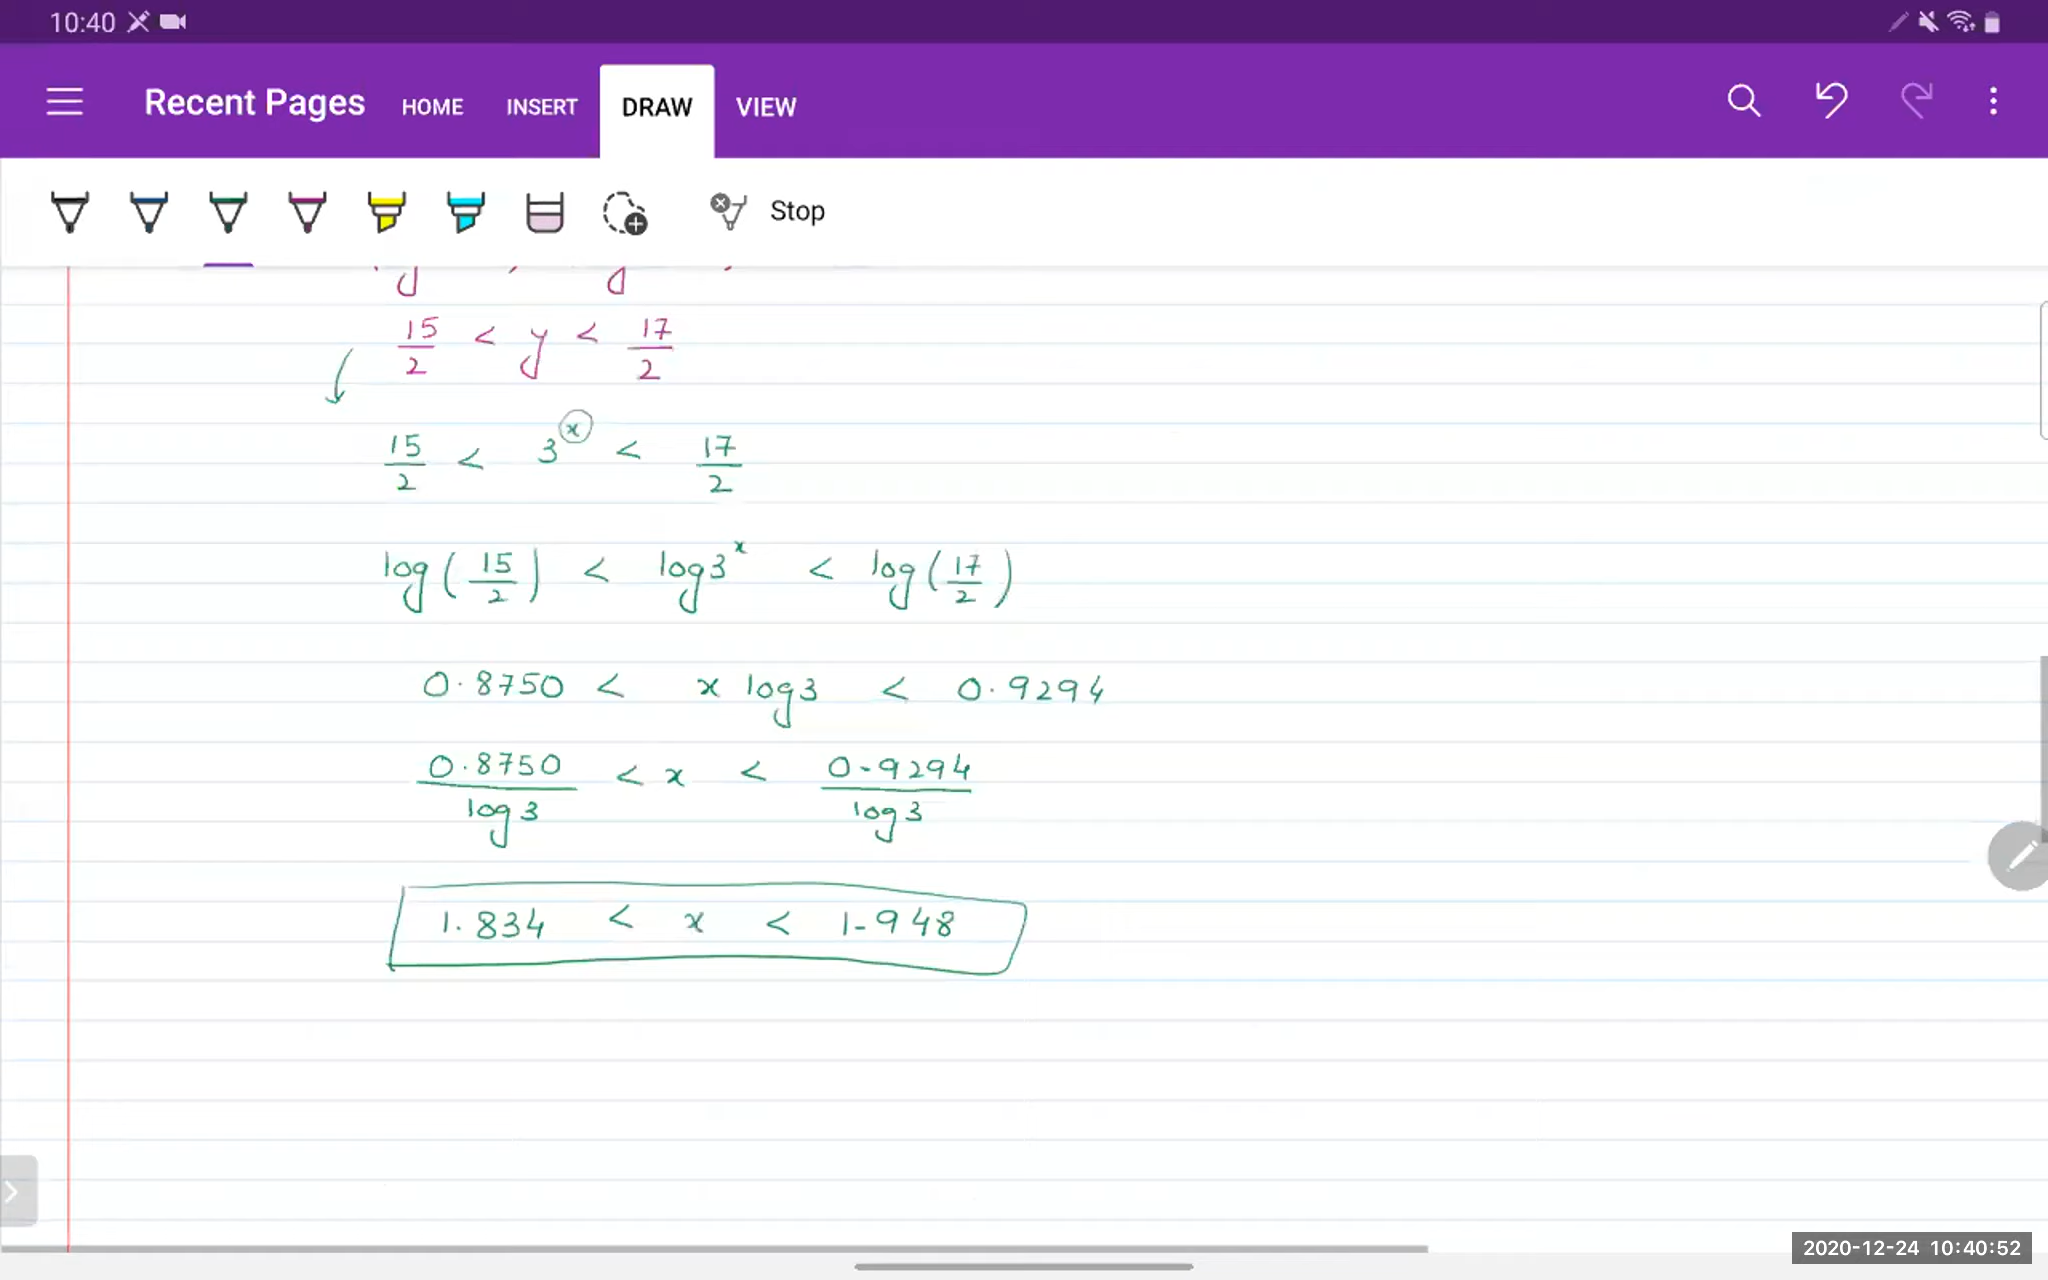 10:40
Recent Pages HOME INSERT DRAW VIEW
Stop
15/2 < y < 17/2
15/2 < 3^x < 17/2
log(15/2) < log3^x < log(17/2)
0.8750 < x log3 < 0.9294
0.8750/log3 < x < 0.9294/log3
1.834 < x < 1.948
2020-12-24 10:40:52